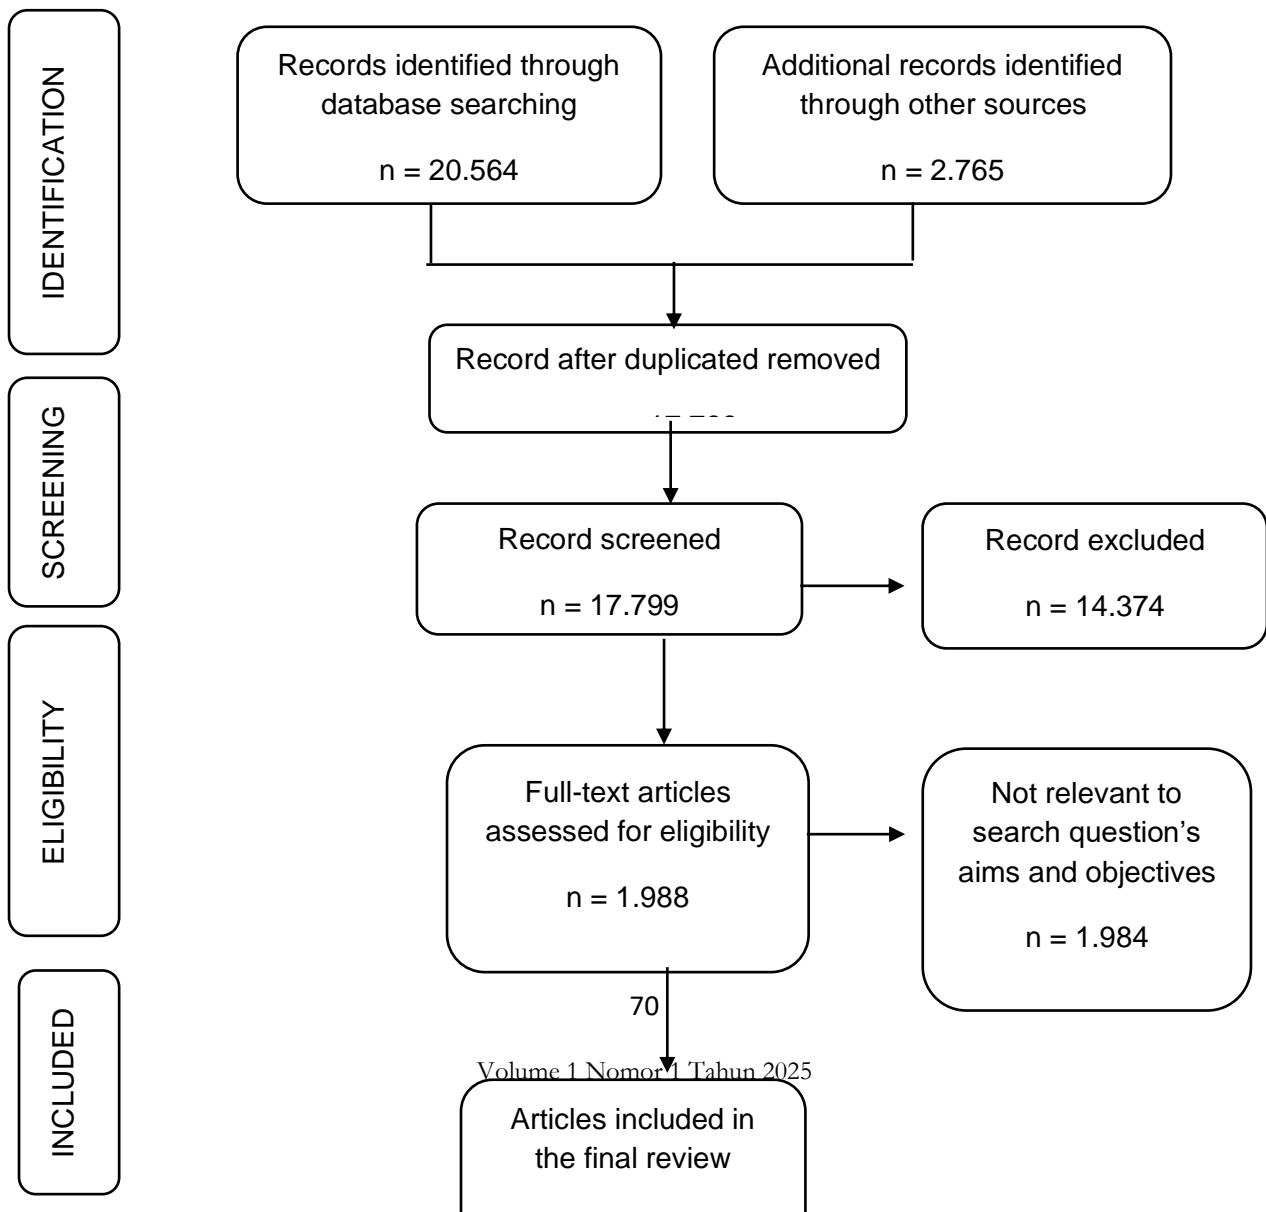 IDENTIFICATION
Records identified through
database searching
n = 20.564
Additional records identified
through other sources
n = 2.765
Record after duplicated removed
SCREENING
Record screened
n = 17.799
Record excluded
n = 14.374
ELIGIBILITY
Full-text articles
assessed for eligibility
n = 1.988
Not relevant to
search question’s
aims and objectives
n = 1.984
70
Volume 1 Nomor 1 Tahun 2025
INCLUDED
Articles included in
the final review